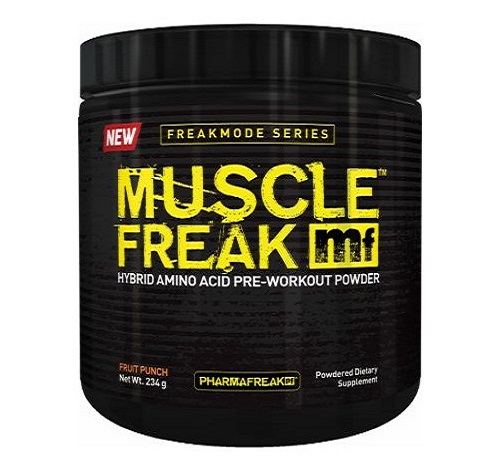 NEW
FREAKMODE SERIES
MUSCLE™
FREAK mf
HYBRID AMINO ACID PRE-WORKOUT POWDER
FRUIT PUNCH
Net Wt. 234 g
PHARMAFREAK PF™
Powdered Dietary
Supplement